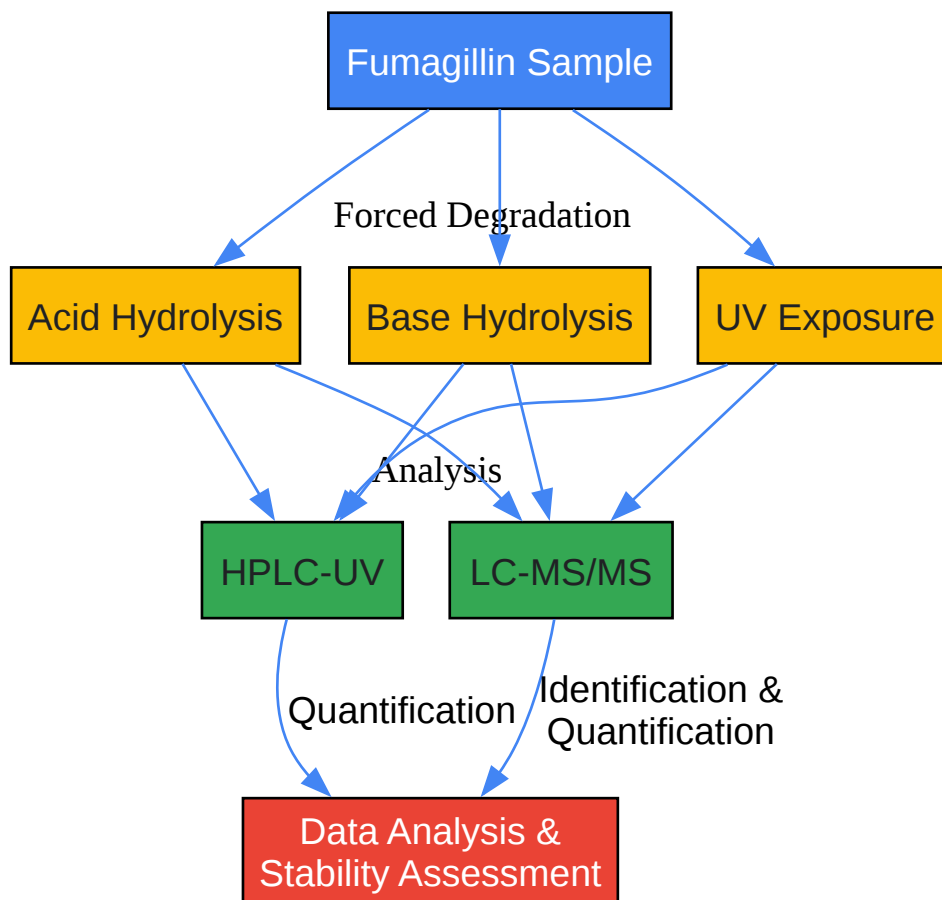 Fumagillin Sample
Forced Degradation
Acid Hydrolysis
Base Hydrolysis
UV Exposure
Analysis
HPLC-UV
LC-MS/MS
Quantification
Identification &
Quantification
Data Analysis &
Stability Assessment